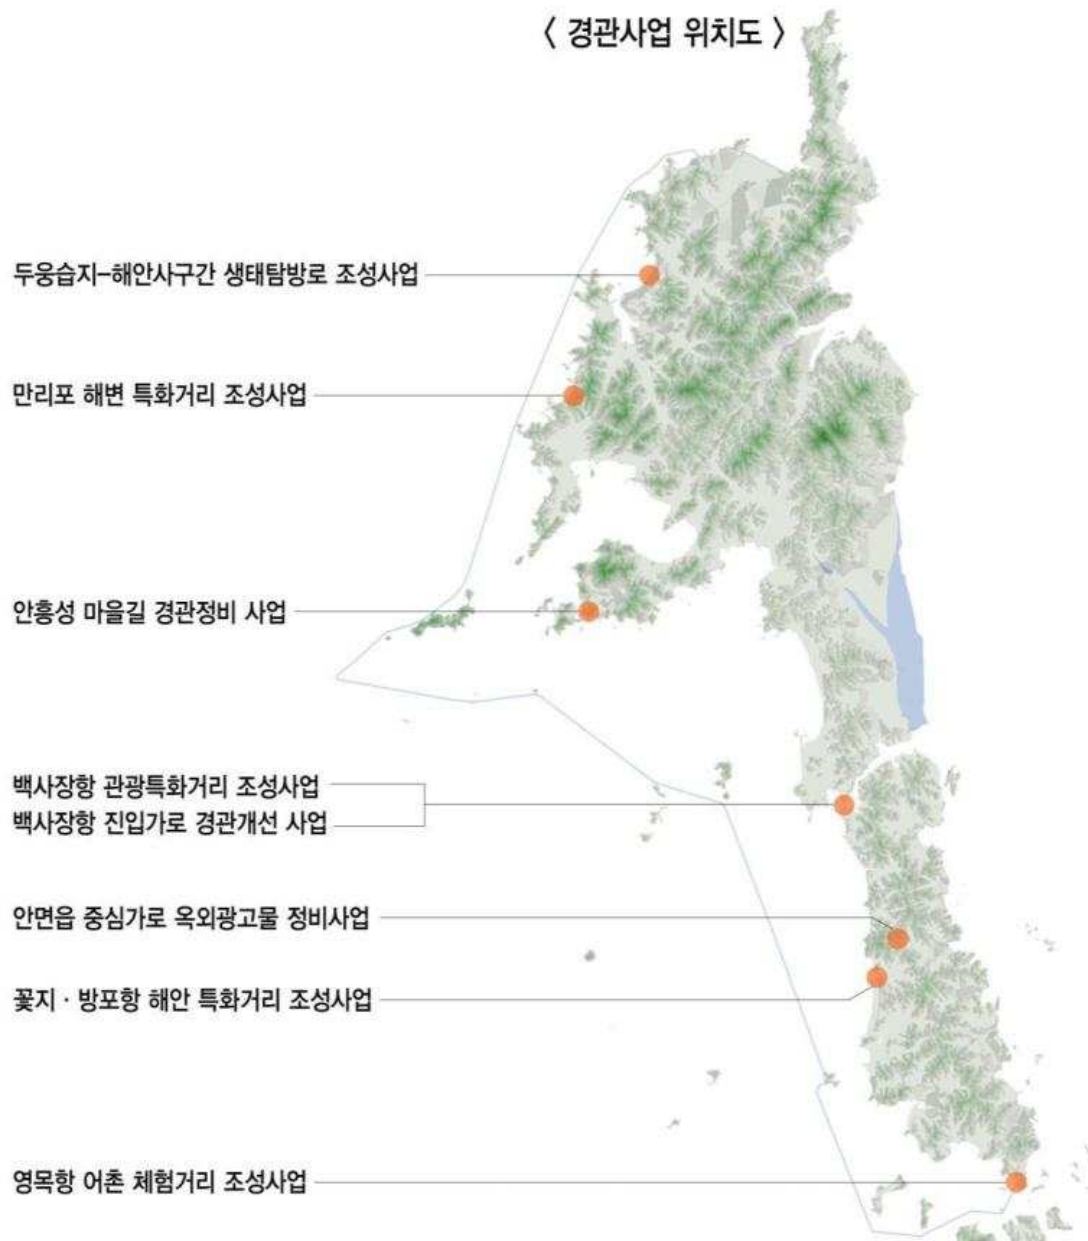 〈 경관사업 위치도 〉
두웅습지-해안사구간 생태탐방로 조성사업
만리포 해변 특화거리 조성사업
안흥성 마을길 경관정비 사업
백사장항 관광특화거리 조성사업
백사장항 진입가로 경관개선 사업
안면읍 중심가로 옥외광고물 정비사업
꽃지 · 방포항 해안 특화거리 조성사업
영목항 어촌 체험거리 조성사업